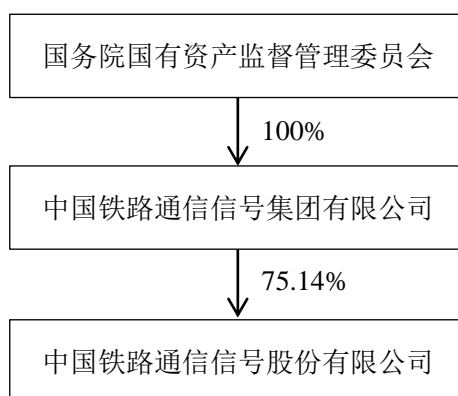 国务院国有资产监督管理委员会
100%
中国铁路通信信号集团有限公司
75.14%
中国铁路通信信号股份有限公司